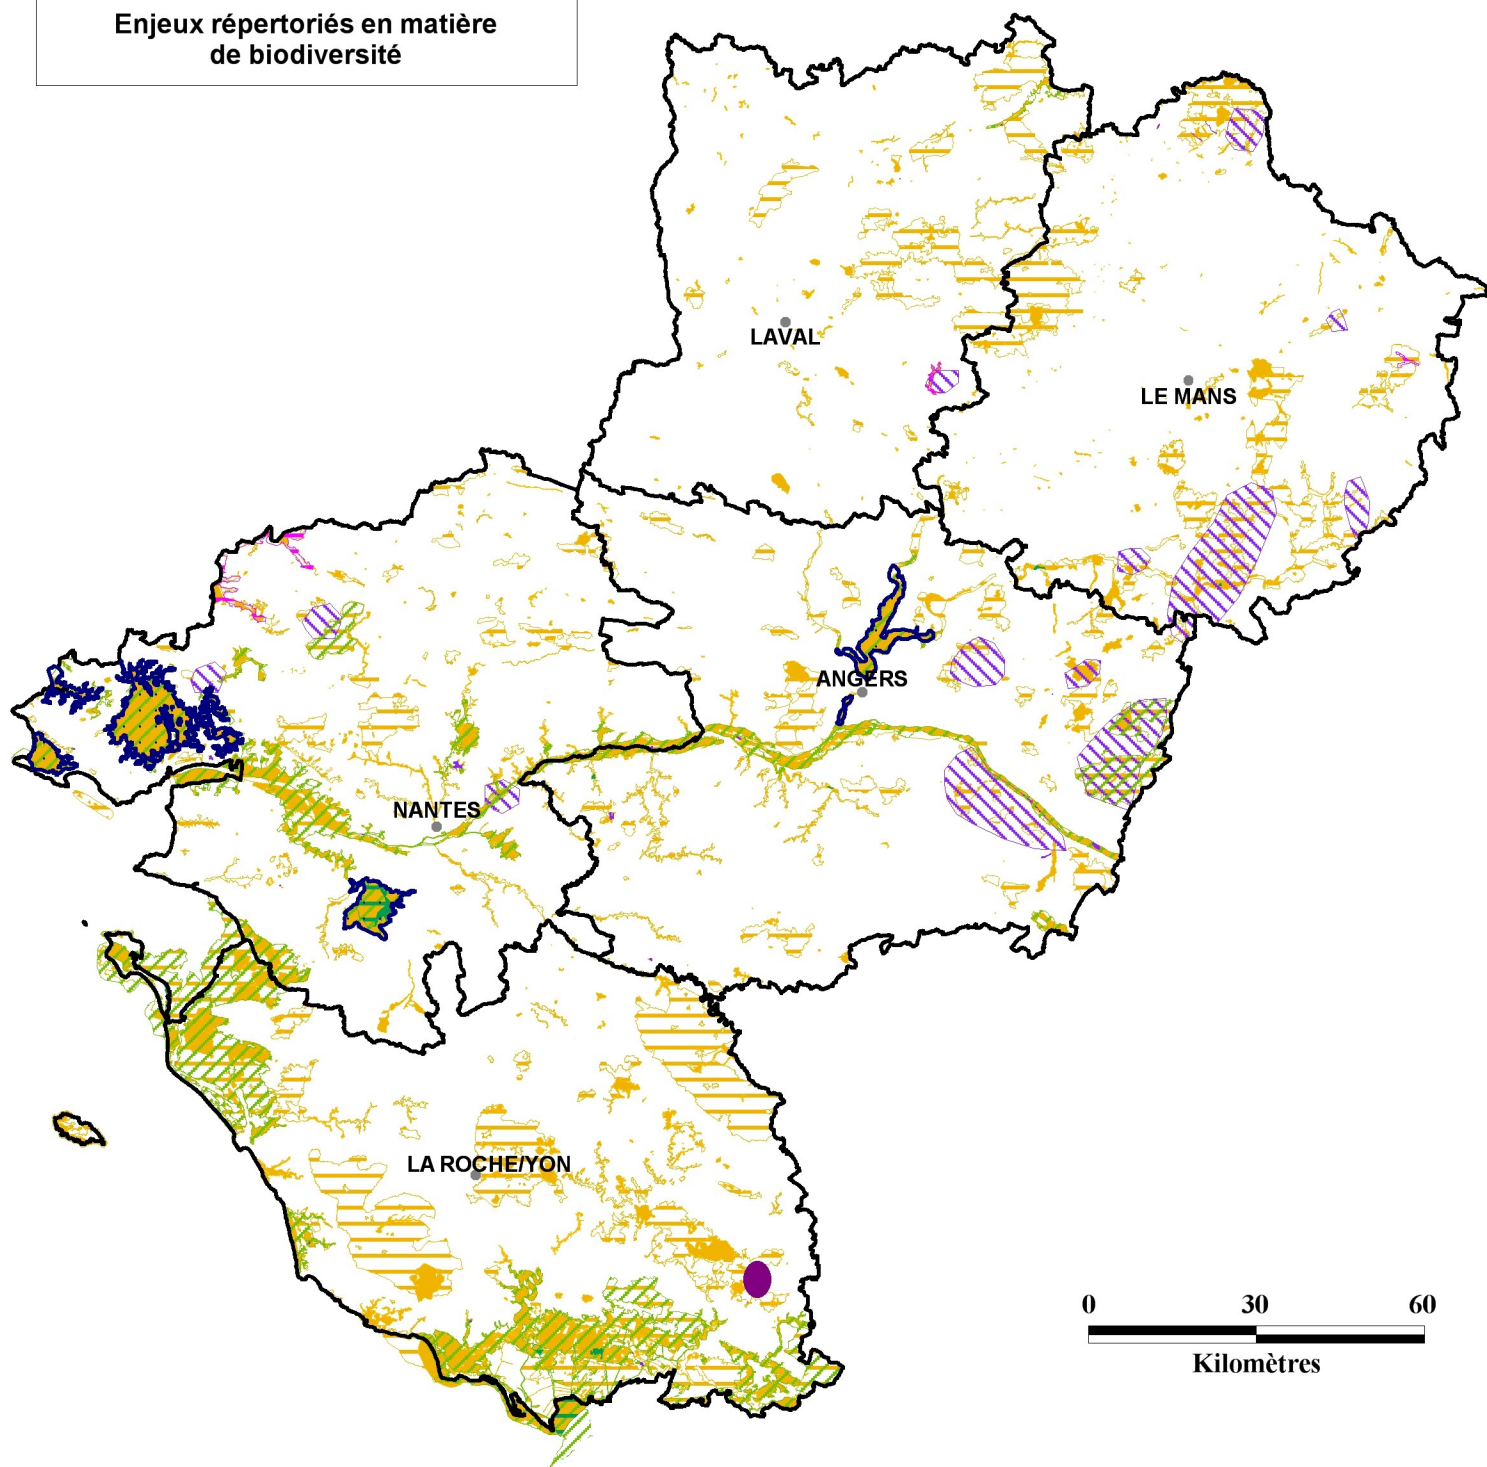 Enjeux répertoriés en matière
de biodiversité
LAVAL
LE MANS
ANGERS
NANTES
LA ROCHE/YON
0 30 60
Kilomètres